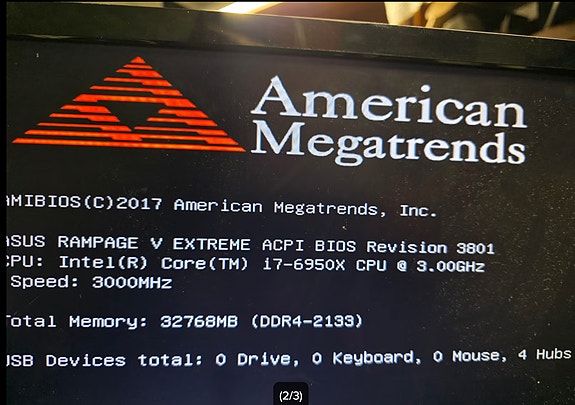 American
Megatrends
AMIBIOS(C)2017 American Megatrends, Inc.
ASUS RAMPAGE V EXTREME ACPI BIOS Revision 3801
CPU: Intel(R) Core(TM) i7-6950X CPU @ 3.00GHz
Speed: 3000MHz
Total Memory: 32768MB (DDR4-2133)
USB Devices total: 0 Drive, 0 Keyboard, 0 Mouse, 4 Hubs
(2/3)